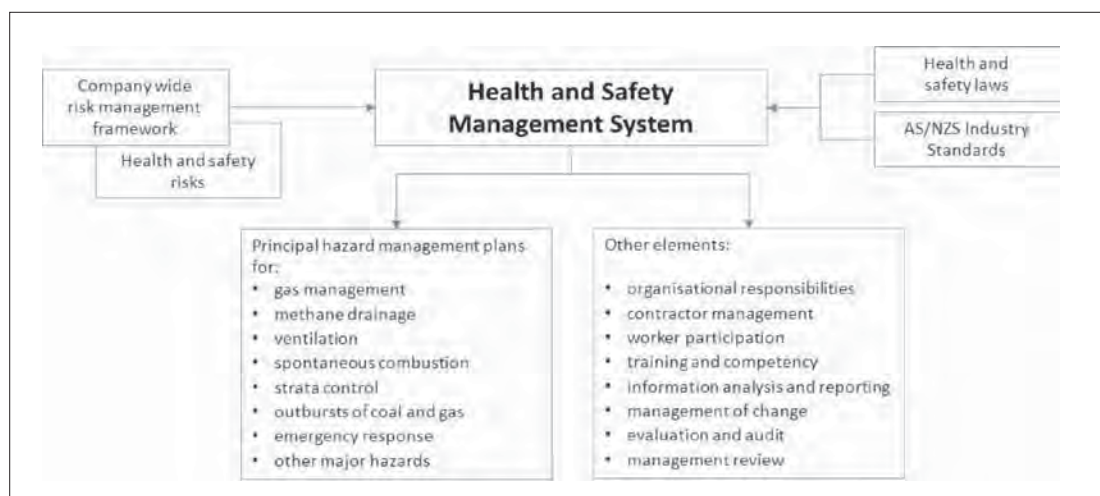 Company wide
risk management
framework
Health and safety
risks
Health and Safety
Management System
Health and
safety laws
AS/NZS Industry
Standards
Principal hazard management plans
for:
• gas management
• methane drainage
• ventilation
• spontaneous combustion
• strata control
• outbursts of coal and gas
• emergency response
• other major hazards
Other elements:
• organisational responsibilities
• contractor management
• worker participation
• training and competency
• information analysis and reporting
• management of change
• evaluation and audit
• management review